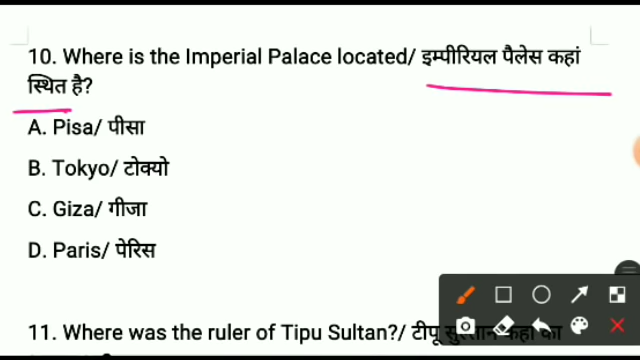 10. Where is the Imperial Palace located/ इम्पीरियल पैलेस कहां
स्थित है?
A. Pisa/ पीसा
B. Tokyo/ टोक्यो
C. Giza/ गीजा
D. Paris/ पेरिस
11. Where was the ruler of Tipu Sultan?/ टीपू सुल्तान कहां का